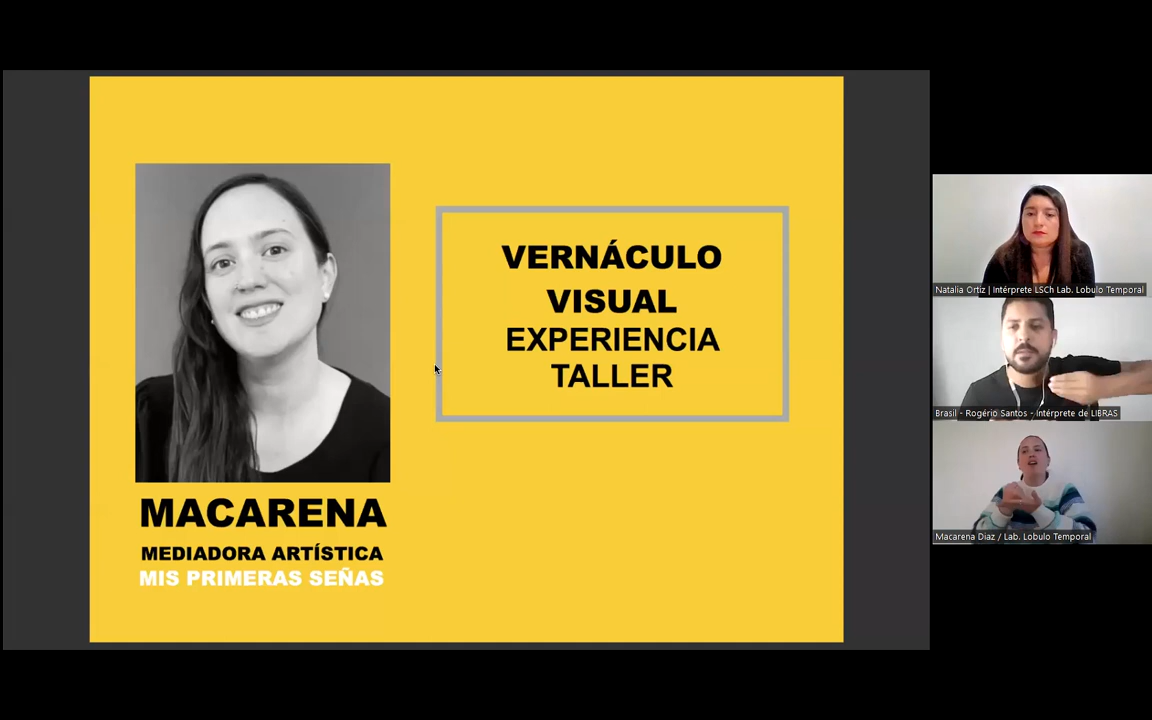 VERNÁCULO
VISUAL
EXPERIENCIA
TALLER
MACARENA
MEDIADORA ARTÍSTICA
MIS PRIMERAS SEÑAS
Natalia Ortiz | Intérprete LSCh Lab. Lobulo Temporal
Brasil - Rogério Santos - Intérprete de LIBRAS
Macarena Diaz / Lab. Lobulo Temporal